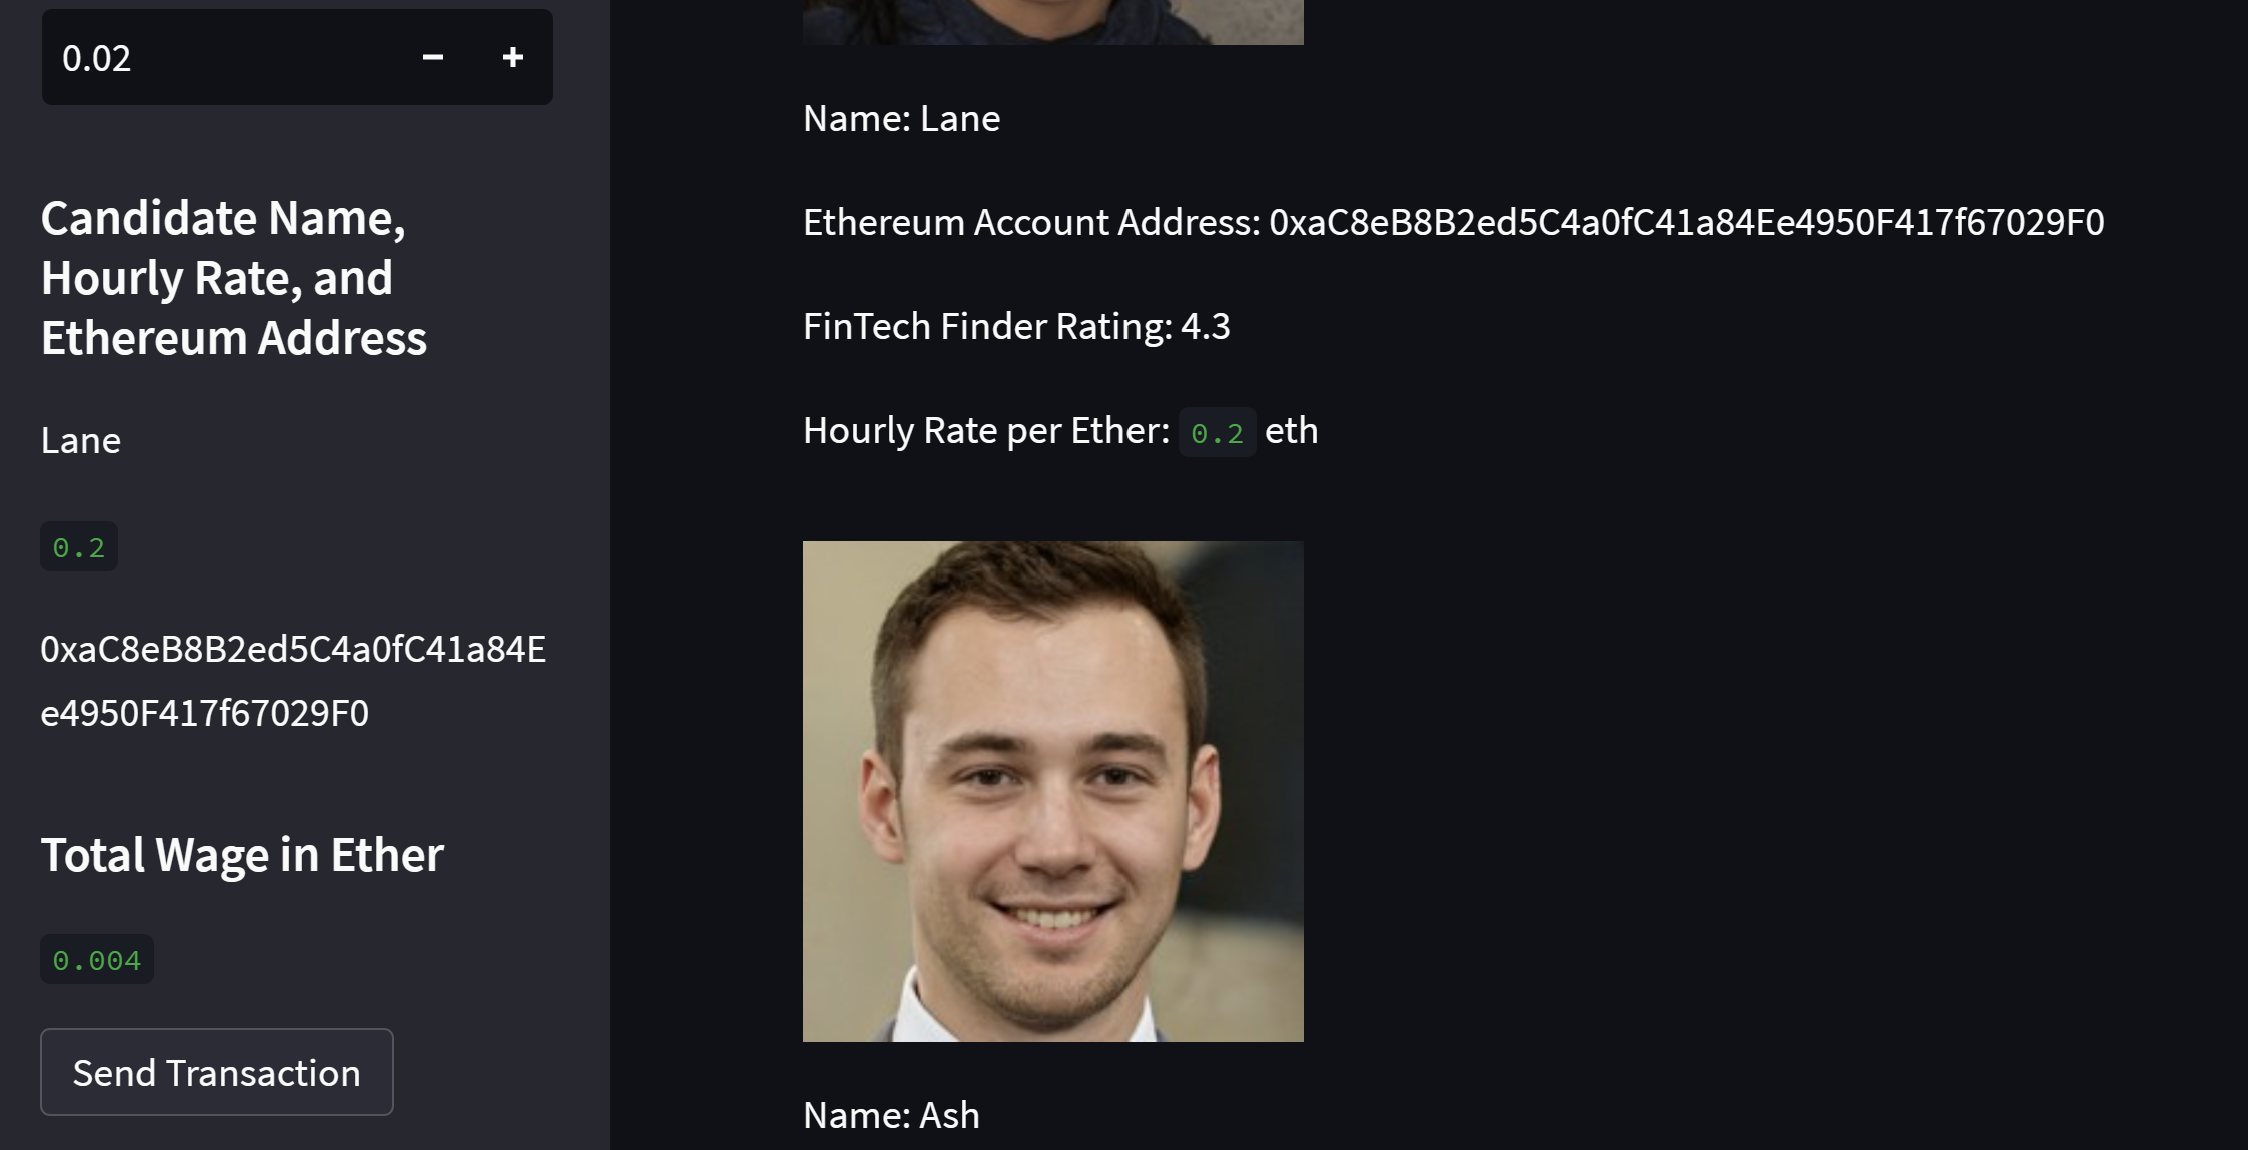 0.02
Candidate Name,
Hourly Rate, and
Ethereum Address
Lane
0.2
0xaC8eB8B2ed5C4a0fC41a84E
e4950F417f67029F0
Total Wage in Ether
0.004
Send Transaction
Name: Lane
Ethereum Account Address: 0xaC8eB8B2ed5C4a0fC41a84Ee4950F417f67029F0
FinTech Finder Rating: 4.3
Hourly Rate per Ether: 0.2 eth
Name: Ash